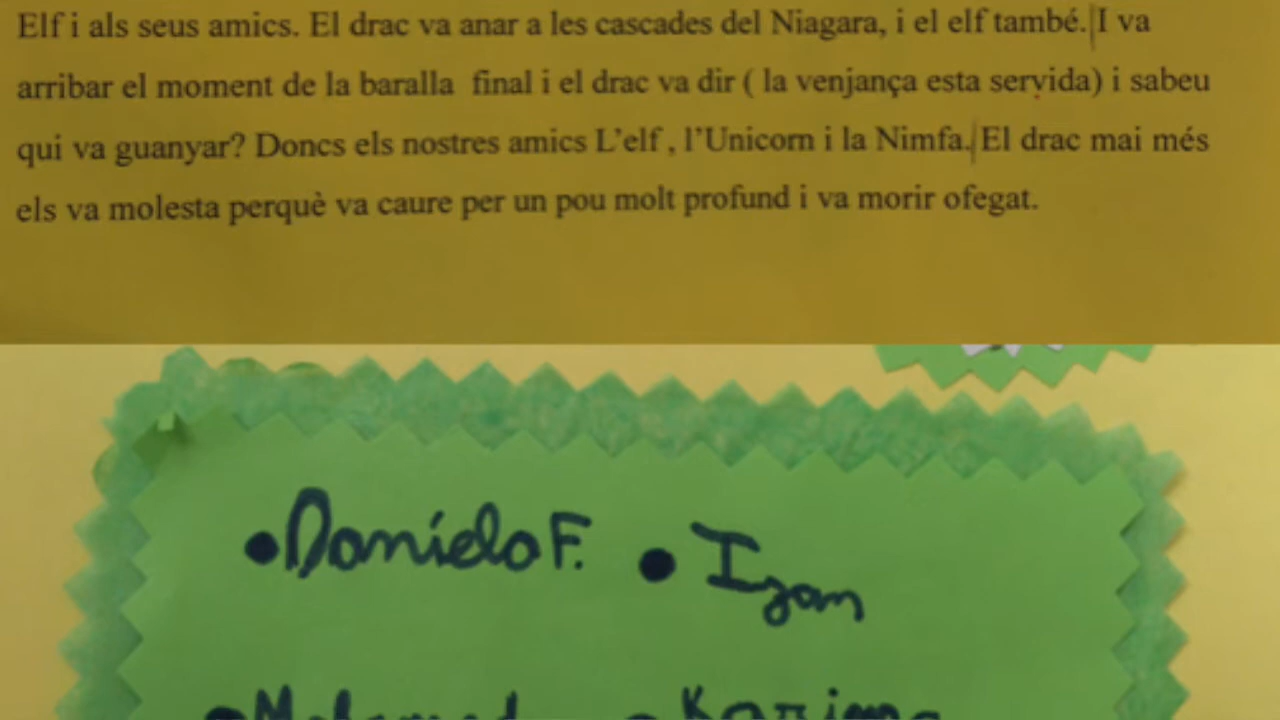 Elf i als seus amics. El drac va anar a les cascades del Niagara, i el elf també. I va
arribar el moment de la baralla final i el drac va dir ( la venjança esta servida) i sabeu
qui va guanyar? Doncs els nostres amics L'elf , l'Unicorn i la Nimfa. El drac mai més
els va molesta perquè va caure per un pou molt profund i va morir ofegat.
•Daniela F. • Izan
•Mohamed •Karima